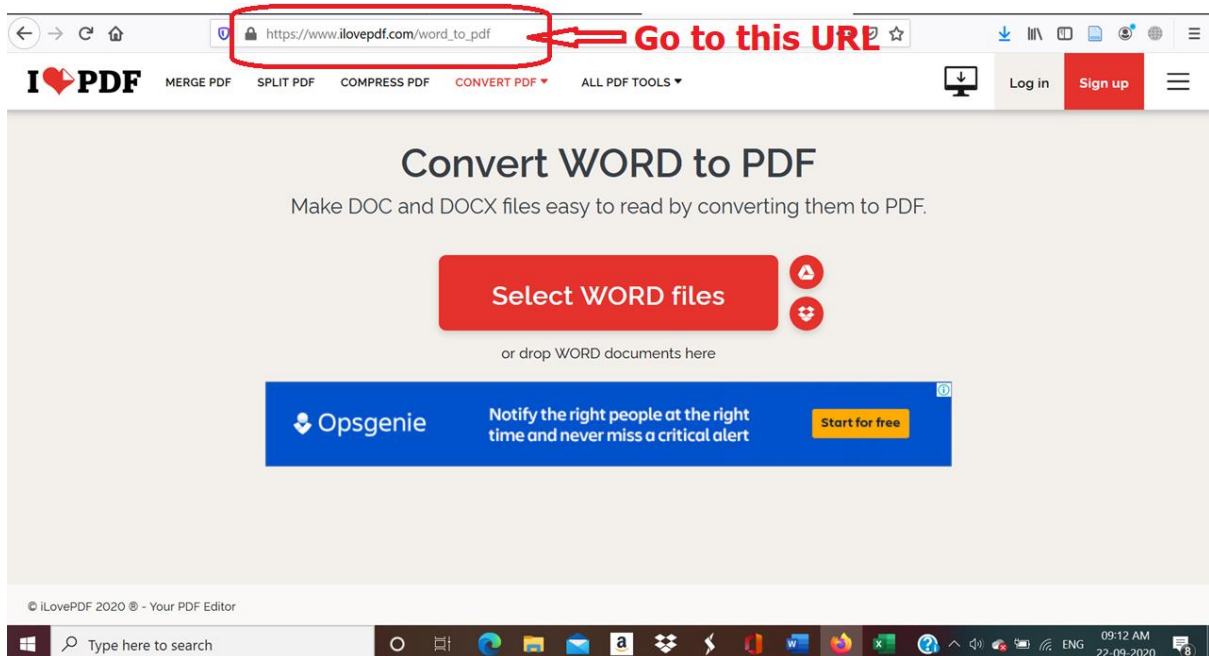 https://www.ilovepdf.com/word_to_pdf
Go to this URL
I PDF MERGE PDF SPLIT PDF COMPRESS PDF CONVERT PDF ALL PDF TOOLS Log in Sign up
Convert WORD to PDF
Make DOC and DOCX files easy to read by converting them to PDF.
Select WORD files
or drop WORD documents here
Opsgenie
Notify the right people at the right
time and never miss a critical alert
Start for free
© iLovePDF 2020 ® - Your PDF Editor
Type here to search
a
ENG
09:12 AM
22-09-2020
8